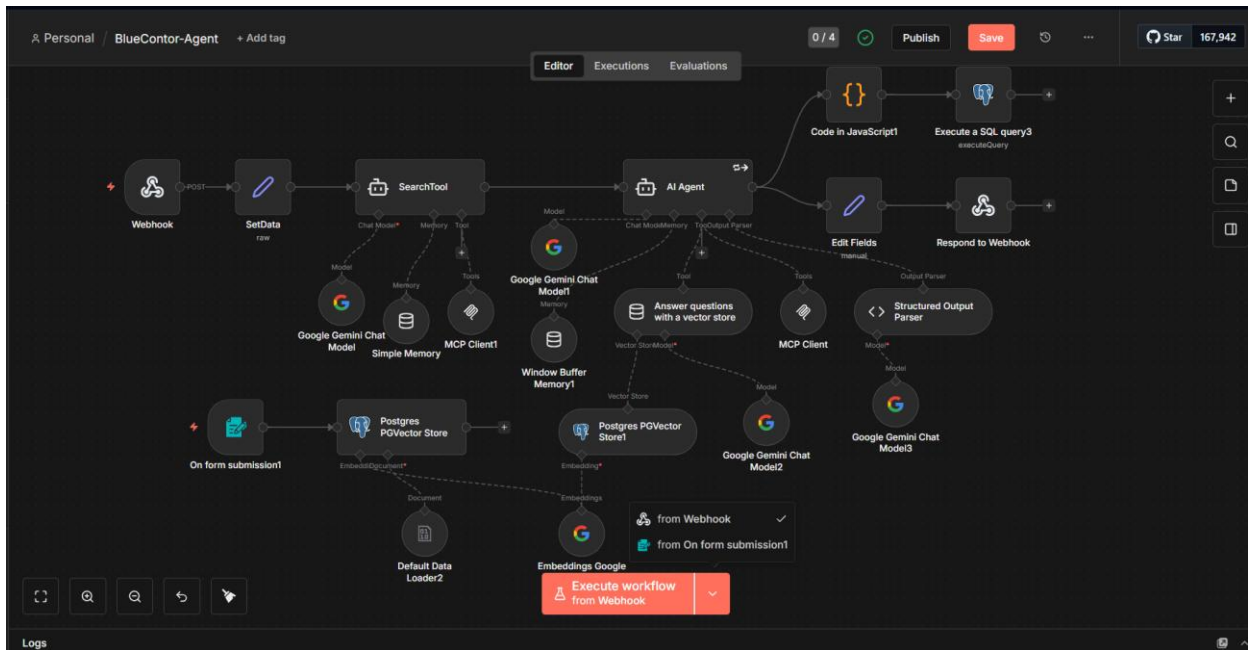 Personal / BlueContor-Agent + Add tag
0 / 4
Publish
Save
Star 167,942
Editor Executions Evaluations
Code in JavaScript1
Execute a SQL query3
executeQuery
Webhook
POST
SetData
raw
SearchTool
Chat Model*
Memory
Tool
AI Agent
Model
Memory
Output Parser
Edit Fields
manual
Respond to Webhook
Model
Google Gemini Chat
Model
Memory
Simple Memory
Tools
MCP Client1
Google Gemini Chat
Model1
Memory
Window Buffer
Memory1
Tool
Answer questions
with a vector store
Vector Store
Model*
Tools
MCP Client
Output Parser
Structured Output
Parser
Model*
Model
Google Gemini Chat
Model3
On form submission1
Postgres
PGVector Store
Document*
Vector Store
Postgres PGVector
Store1
Embedding*
Model
Google Gemini Chat
Model2
Document
Default Data
Loader2
Embeddings
Embeddings Google
from Webhook
from On form submission1
Execute workflow
from Webhook
Logs